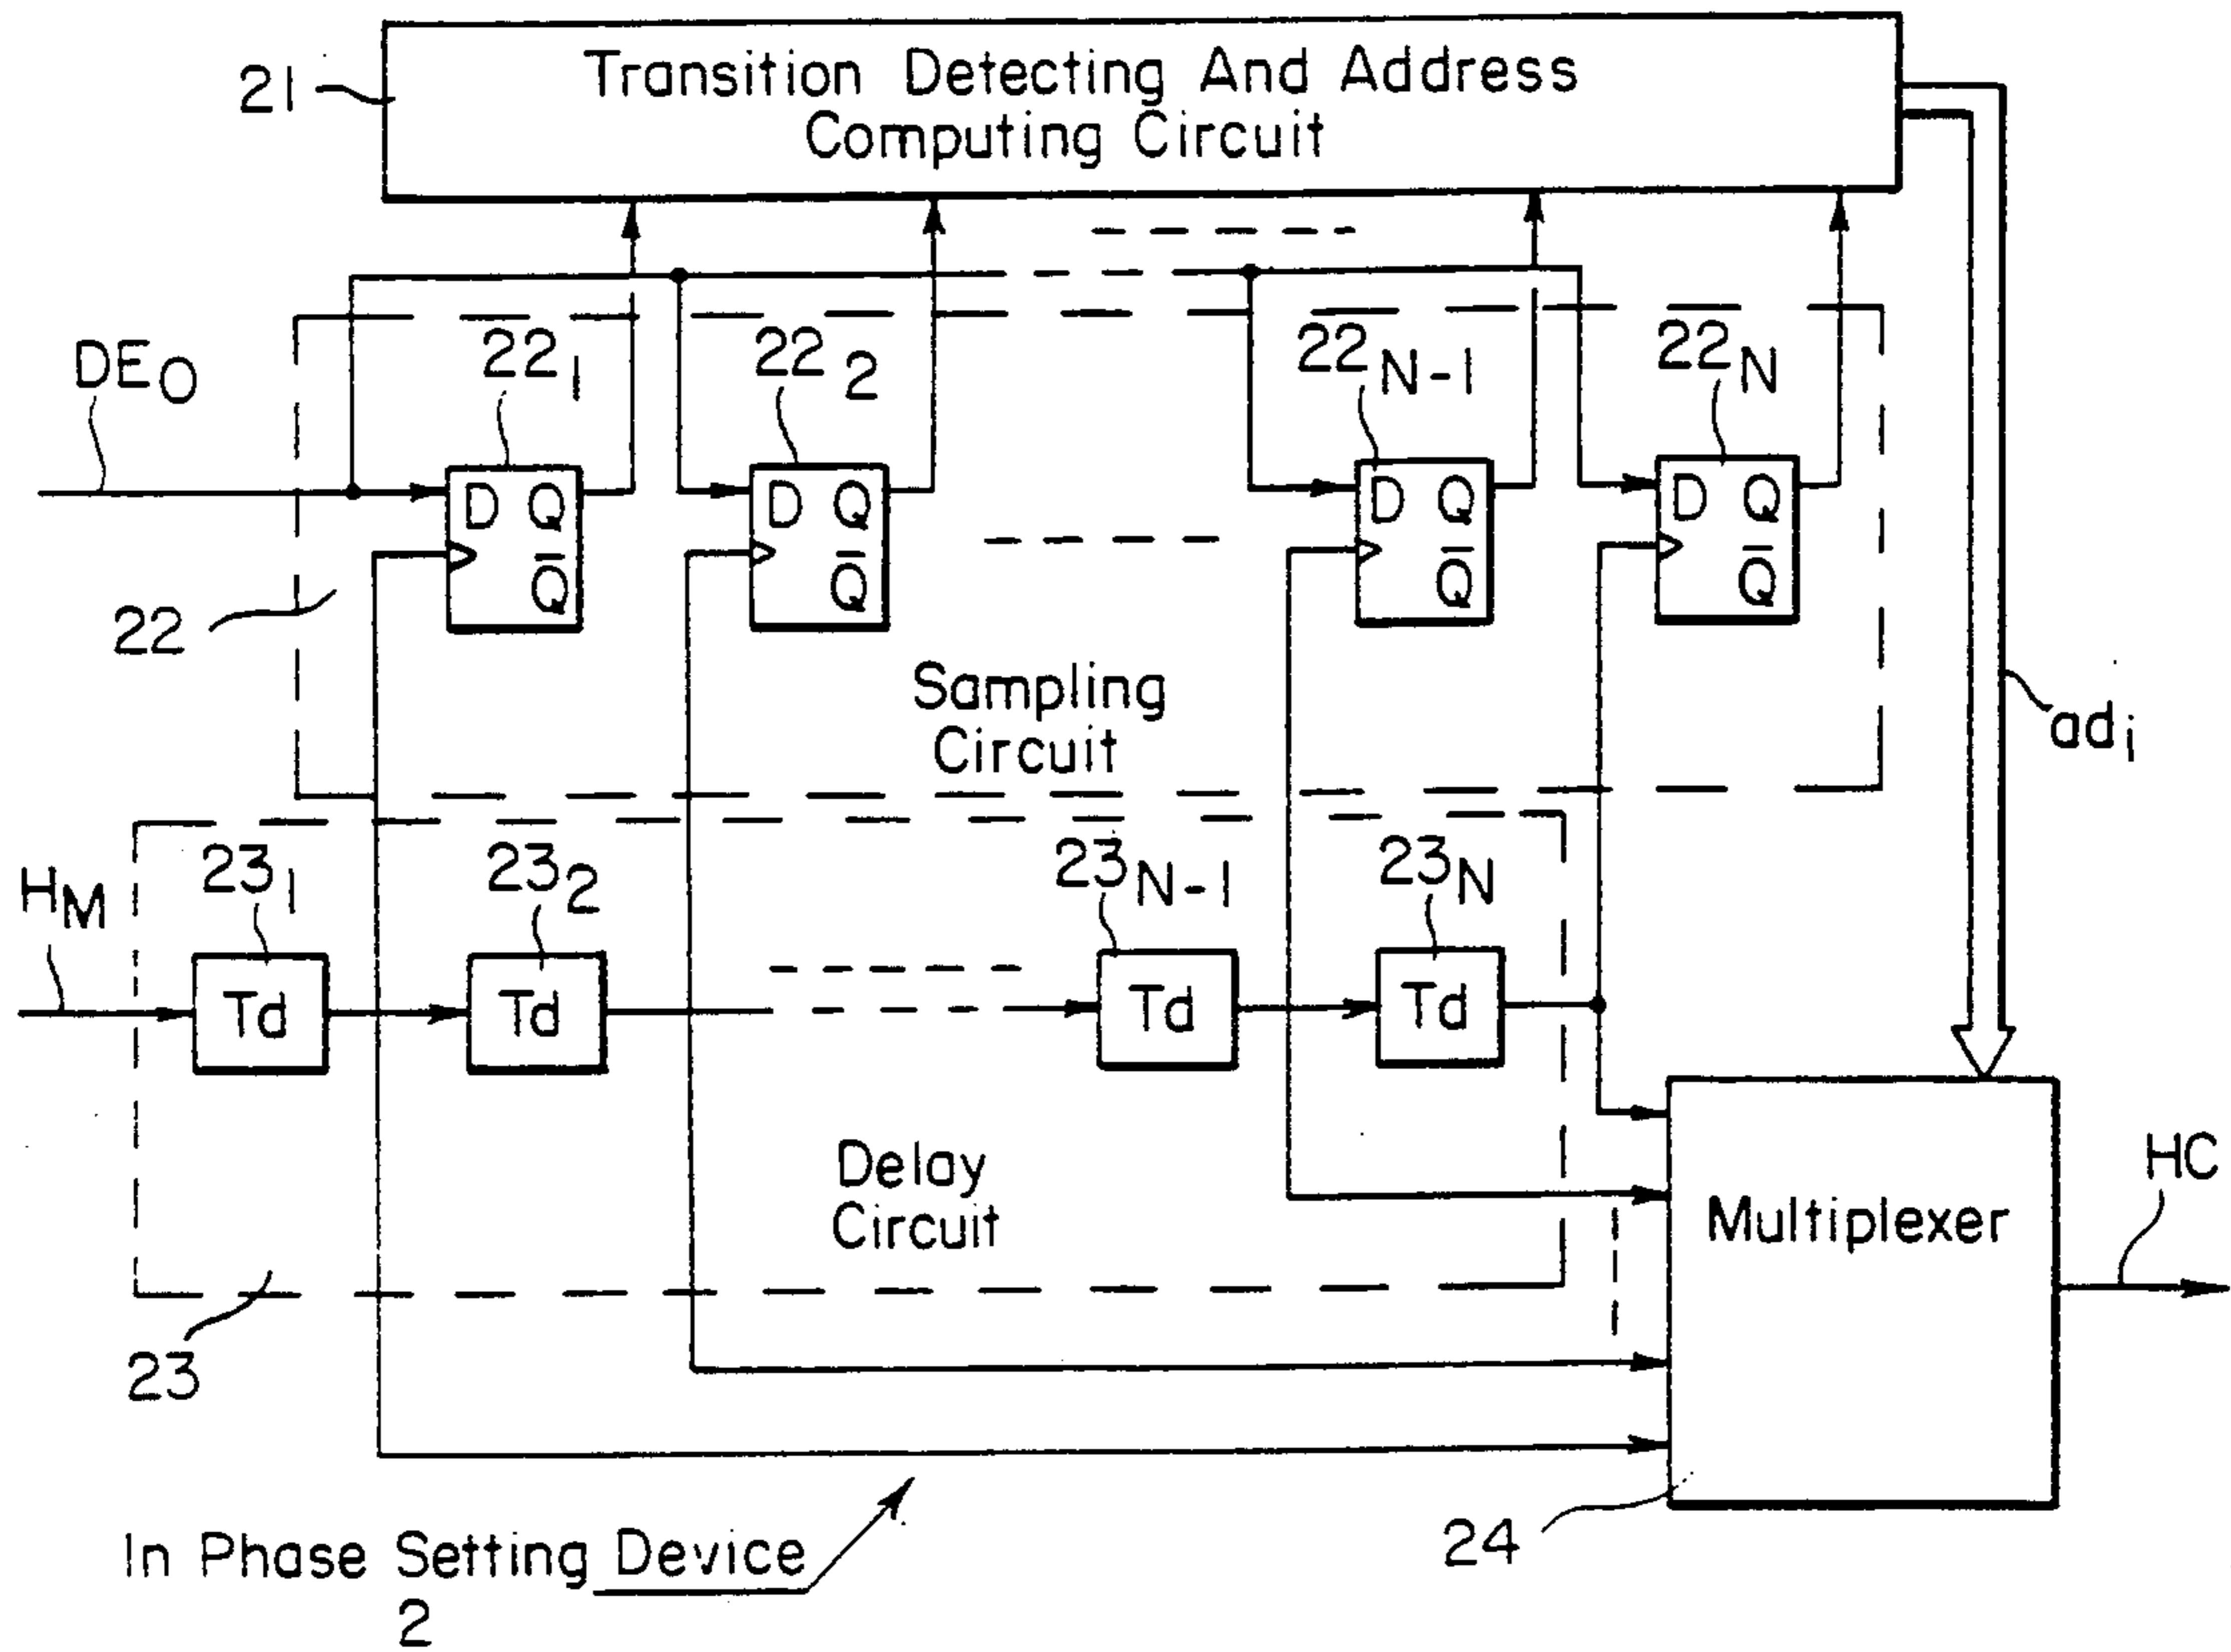 Transition Detecting And Address
Computing Circuit
21
DE₀
22₁
22₂
22N-1
22N
D Q
Q̅
D Q
Q̅
D Q
Q̅
D Q
Q̅
22
Sampling
Circuit
adᵢ
HM
23₁
23₂
23N-1
23N
Td
Td
Td
Td
Delay
Circuit
Multiplexer
HC
23
24
In Phase Setting Device
2